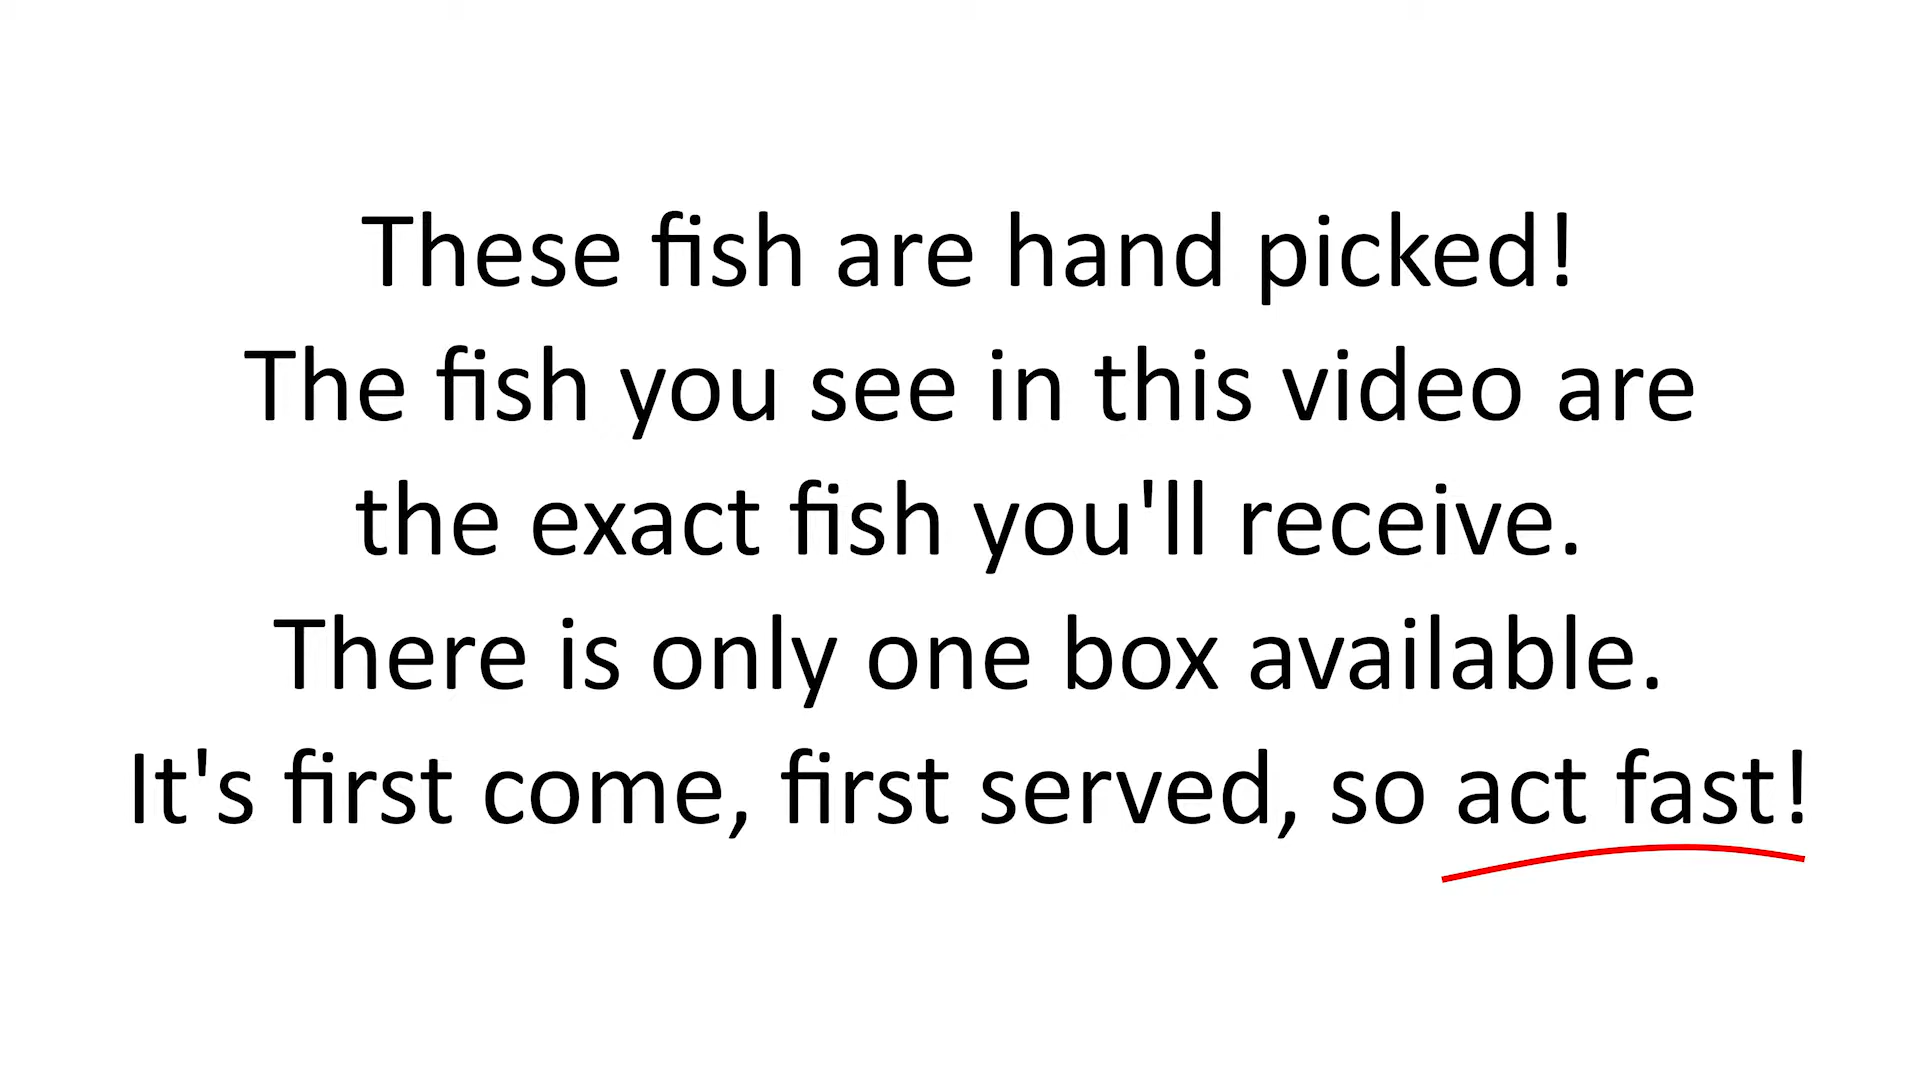 These fish are hand picked!
The fish you see in this video are
the exact fish you'll receive.
There is only one box available.
It's first come, first served, so act fast!